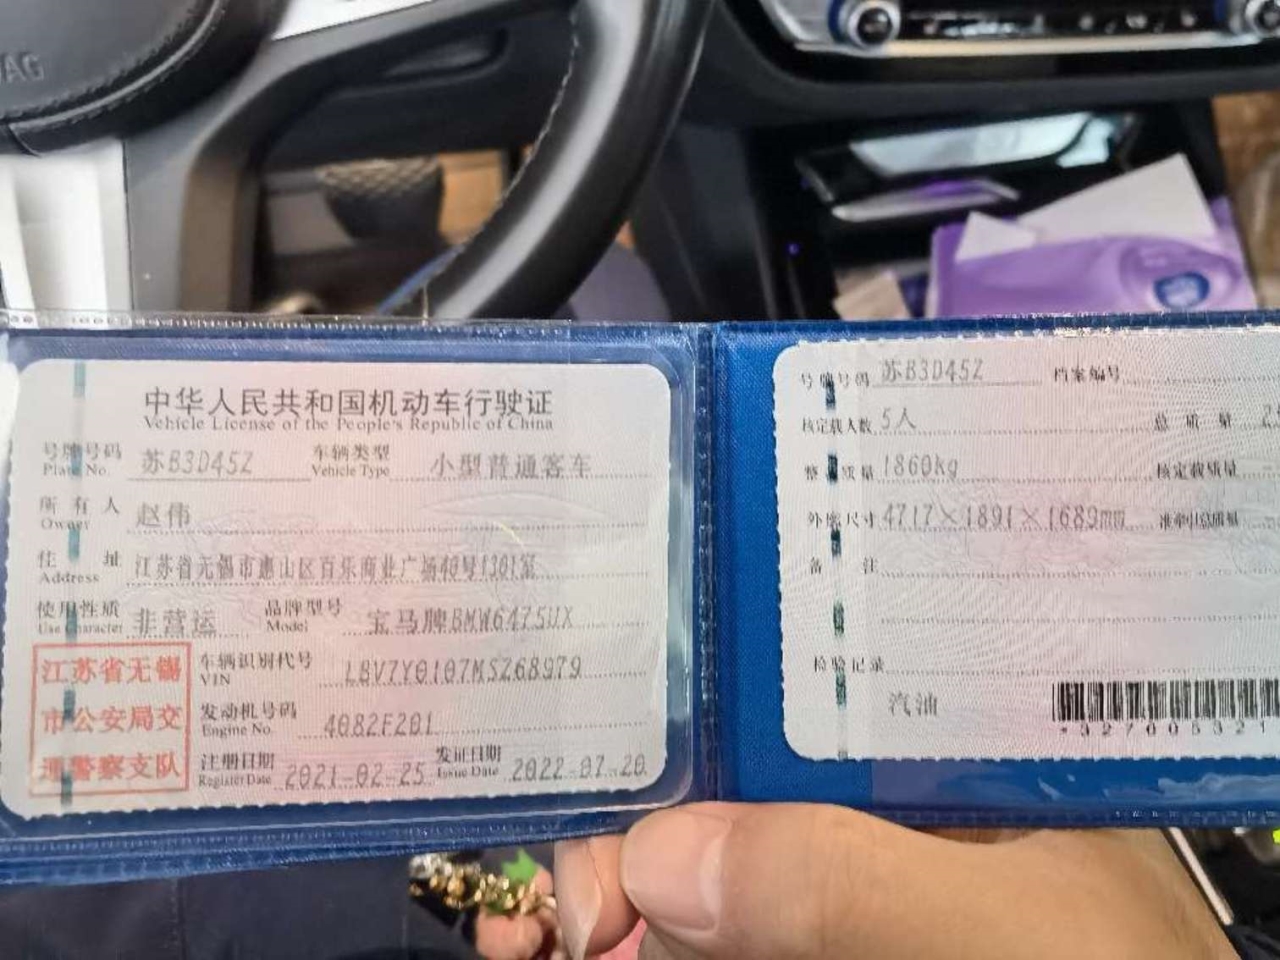 中华人民共和国机动车行驶证
Vehicle License of the People's Republic of China
号牌号码 苏B3D45Z 车辆类型 小型普通客车
Plate No. Vehicle Type
所有人 赵伟
Owner
住址 江苏省无锡市惠山区百乐商业广场40号1301室
Address
使用性质 非营运 品牌型号 宝马牌BMW6475UX
Use Character Model
江苏省无锡
市公安局交
通警察支队
车辆识别代号 LBV7Y0107MSZ68979
VIN
发动机号码 4082F201
Engine No.
注册日期 2021-02-25 发证日期 2022-07-20
Register Date Issue Date
号牌号码 苏B3D45Z 档案编号
核定载人数 5人 总质量
整备质量 1860kg 核定载质量
外廓尺寸 4717×1891×1689mm 准牵引总质量
备注
检验记录
汽油
*327005321